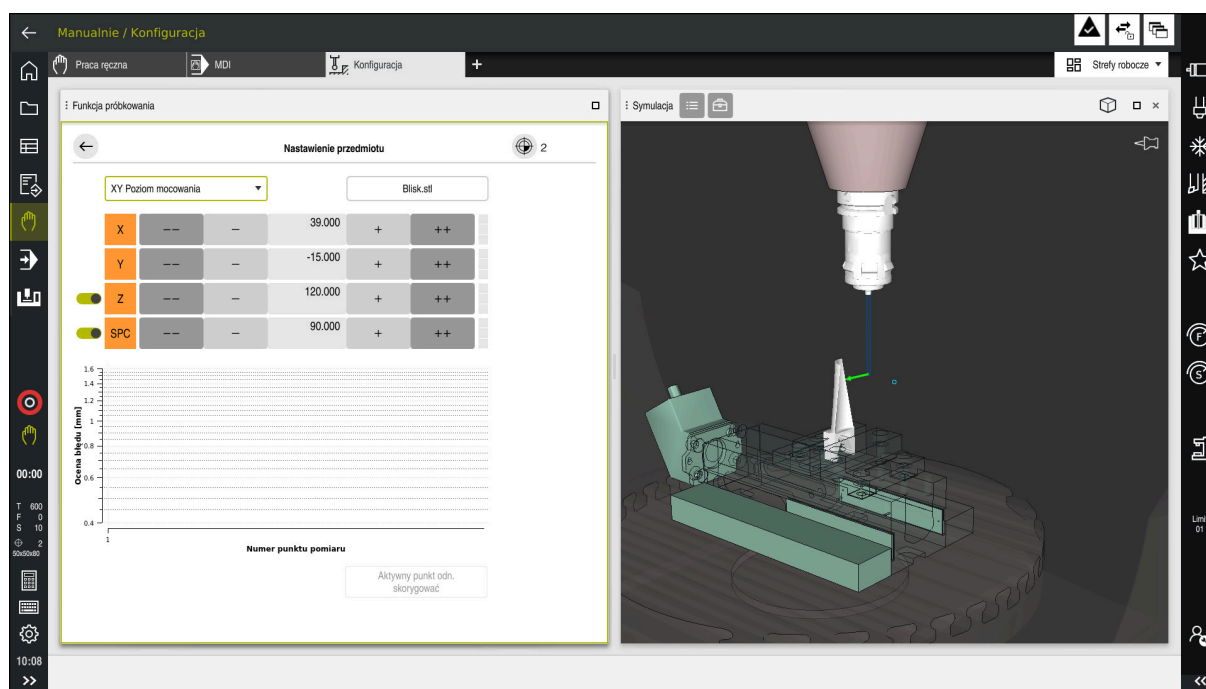 Manualnie / Konfiguracja
Praca ręczna
MDI
Konfiguracja
+
Strefy robocze
Funkcja próbkowania
Symulacja
Nastawienie przedmiotu
2
XY Poziom mocowania
Blisk.stl
X −− − 39.000 + ++
Y −− − -15.000 + ++
Z −− − 120.000 + ++
SPC −− − 90.000 + ++
1.6
1.4
1.2
1
0.8
0.6
0.4
Ocena błędu [mm]
1
Numer punktu pomiaru
Aktywny punkt odn.
skorygować
00:00
T 600
F 0
S 10
2
50x50x80
10:08
F
S
Limit
01